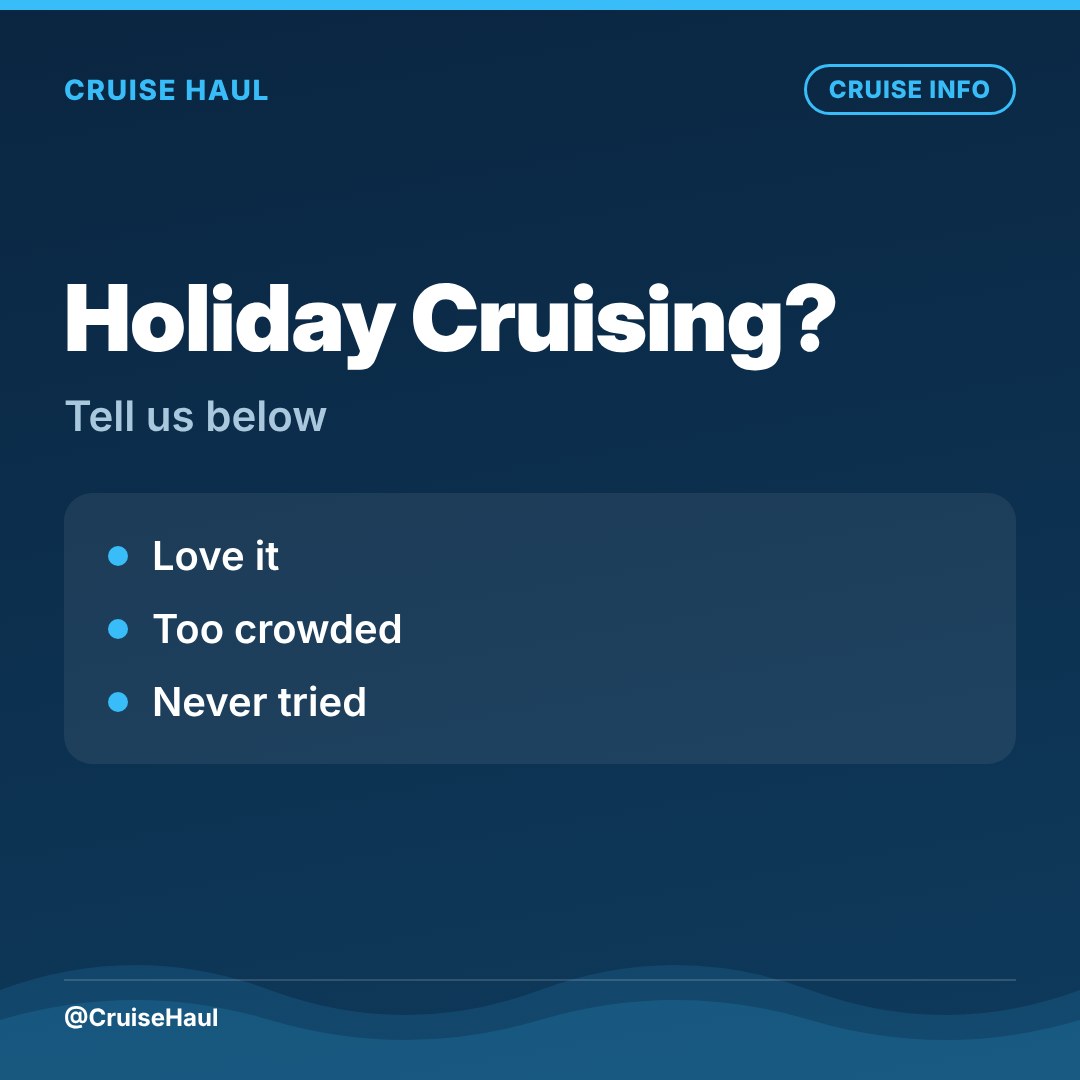 CRUISE HAUL
CRUISE INFO
Holiday Cruising?
Tell us below
Love it
Too crowded
Never tried
@CruiseHaul